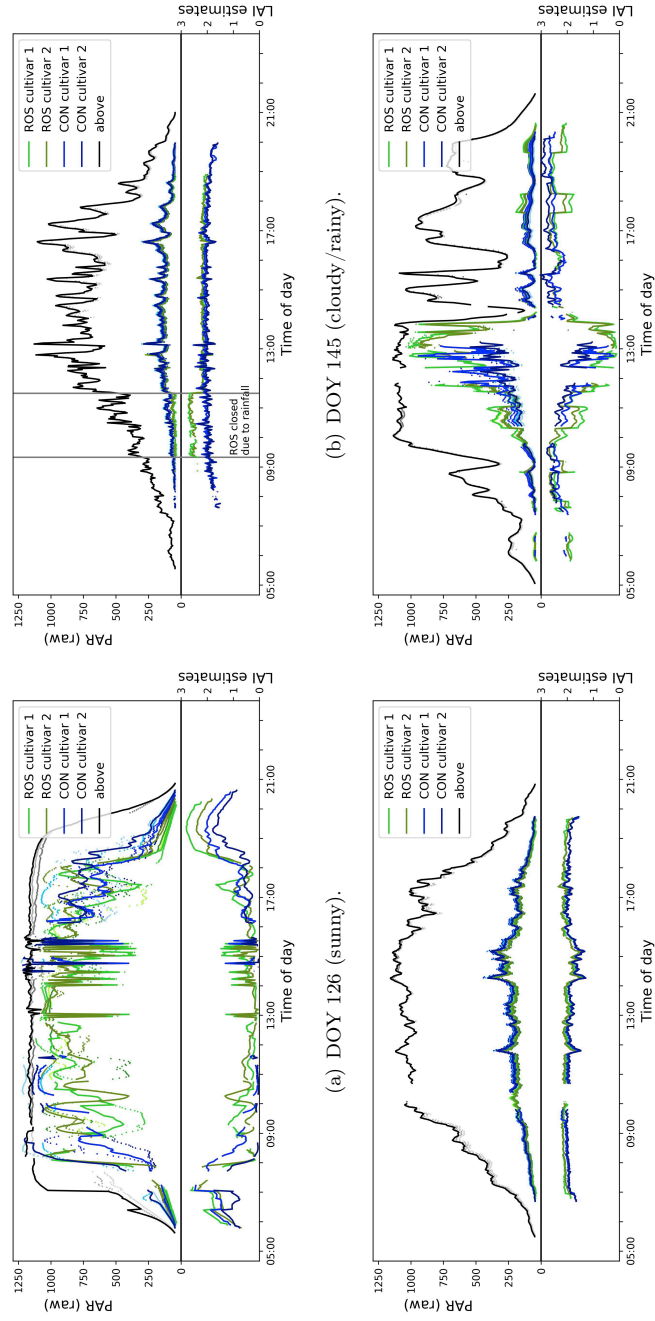 PAR (raw)
1250
1000
750
500
250
0
ROS cultivar 1
ROS cultivar 2
CON cultivar 1
CON cultivar 2
above
3
2
1
0
LAI estimates
05:00 09:00 13:00 17:00 21:00
Time of day
(a) DOY 126 (sunny).
PAR (raw)
1250
1000
750
500
250
0
ROS cultivar 1
ROS cultivar 2
CON cultivar 1
CON cultivar 2
above
ROS closed
due to rainfall
3
2
1
0
LAI estimates
05:00 09:00 13:00 17:00 21:00
Time of day
(b) DOY 145 (cloudy/rainy).
PAR (raw)
1250
1000
750
500
250
0
ROS cultivar 1
ROS cultivar 2
CON cultivar 1
CON cultivar 2
above
3
2
1
0
LAI estimates
05:00 09:00 13:00 17:00 21:00
Time of day
PAR (raw)
1250
1000
750
500
250
0
ROS cultivar 1
ROS cultivar 2
CON cultivar 1
CON cultivar 2
above
3
2
1
0
LAI estimates
05:00 09:00 13:00 17:00 21:00
Time of day